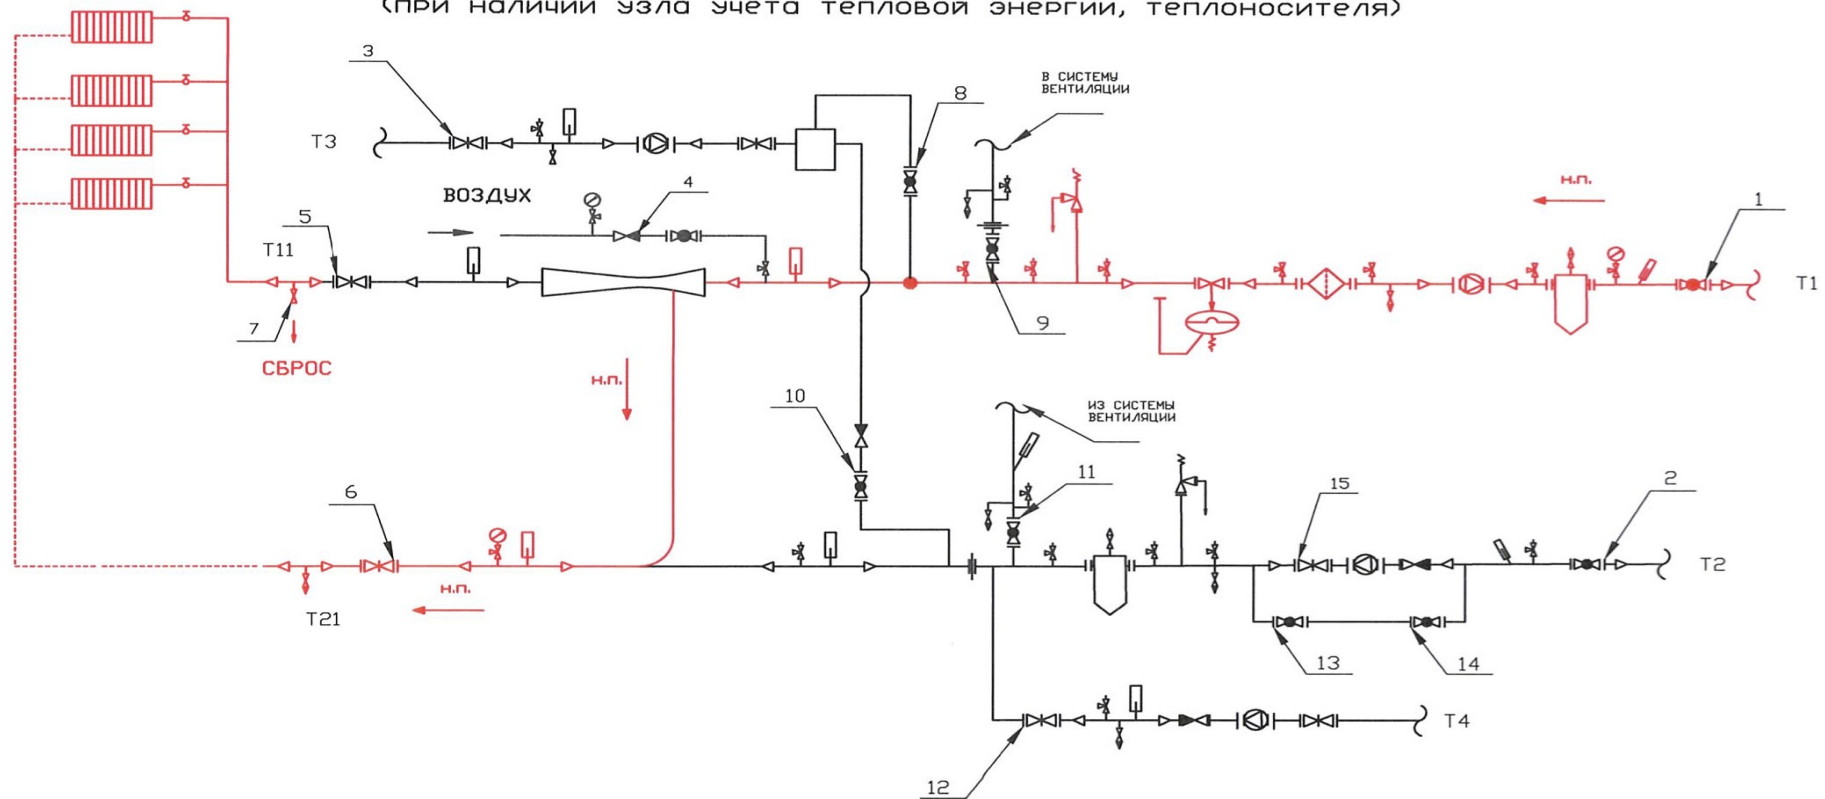 (ПРИ НАЛИЧИИ УЗЛА УЧЕТА ТЕПЛОВОЙ ЭНЕРГИИ, ТЕПЛОНОСИТЕЛЯ)
3
В СИСТЕМУ
ВЕНТИЛЯЦИИ
8
Т3
Н.П.
4
ВОЗДУХ
1
5
Т11
Т1
7
9
СБРОС
Н.П.
10
ИЗ СИСТЕМЫ
ВЕНТИЛЯЦИИ
11
6
15
2
Т2
Н.П.
Т21
13
14
Т4
12